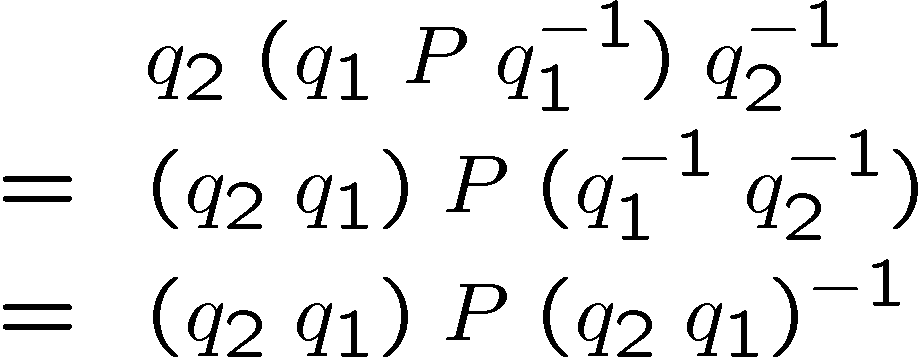 q₂ (q₁ P q₁⁻¹) q₂⁻¹
= (q₂ q₁) P (q₁⁻¹ q₂⁻¹)
= (q₂ q₁) P (q₂ q₁)⁻¹